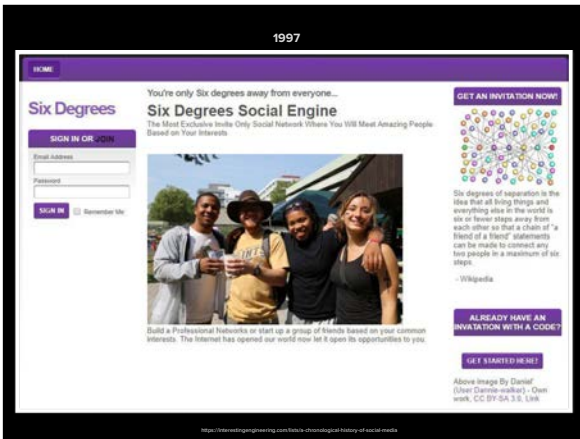 1997
HOME
Six Degrees
SIGN IN OR JOIN
Email Address
Password
SIGN IN
Remember Me
You're only Six degrees away from everyone...
Six Degrees Social Engine
The Most Exclusive Invite Only Social Network Where You Will Meet Amazing People
Based on Your Interests
Build a Professional Networks or start up a group of friends based on your common
interests. The Internet has opened our world now let it open its opportunities to you.
GET AN INVITATION NOW!
Six degrees of separation is the
idea that all living things and
everything else in the world is
six or fewer steps away from
each other so that a chain of "a
friend of a friend" statements
can be made to connect any
two people in a maximum of six
steps.
- Wikipedia
ALREADY HAVE AN
INVATATION WITH A CODE?
GET STARTED HERE!
Above image By Daniel'
(User Dannie-walker) - Own
work, CC BY-SA 3.0, Link
https://interestingengineering.com/lists/a-chronological-history-of-social-media